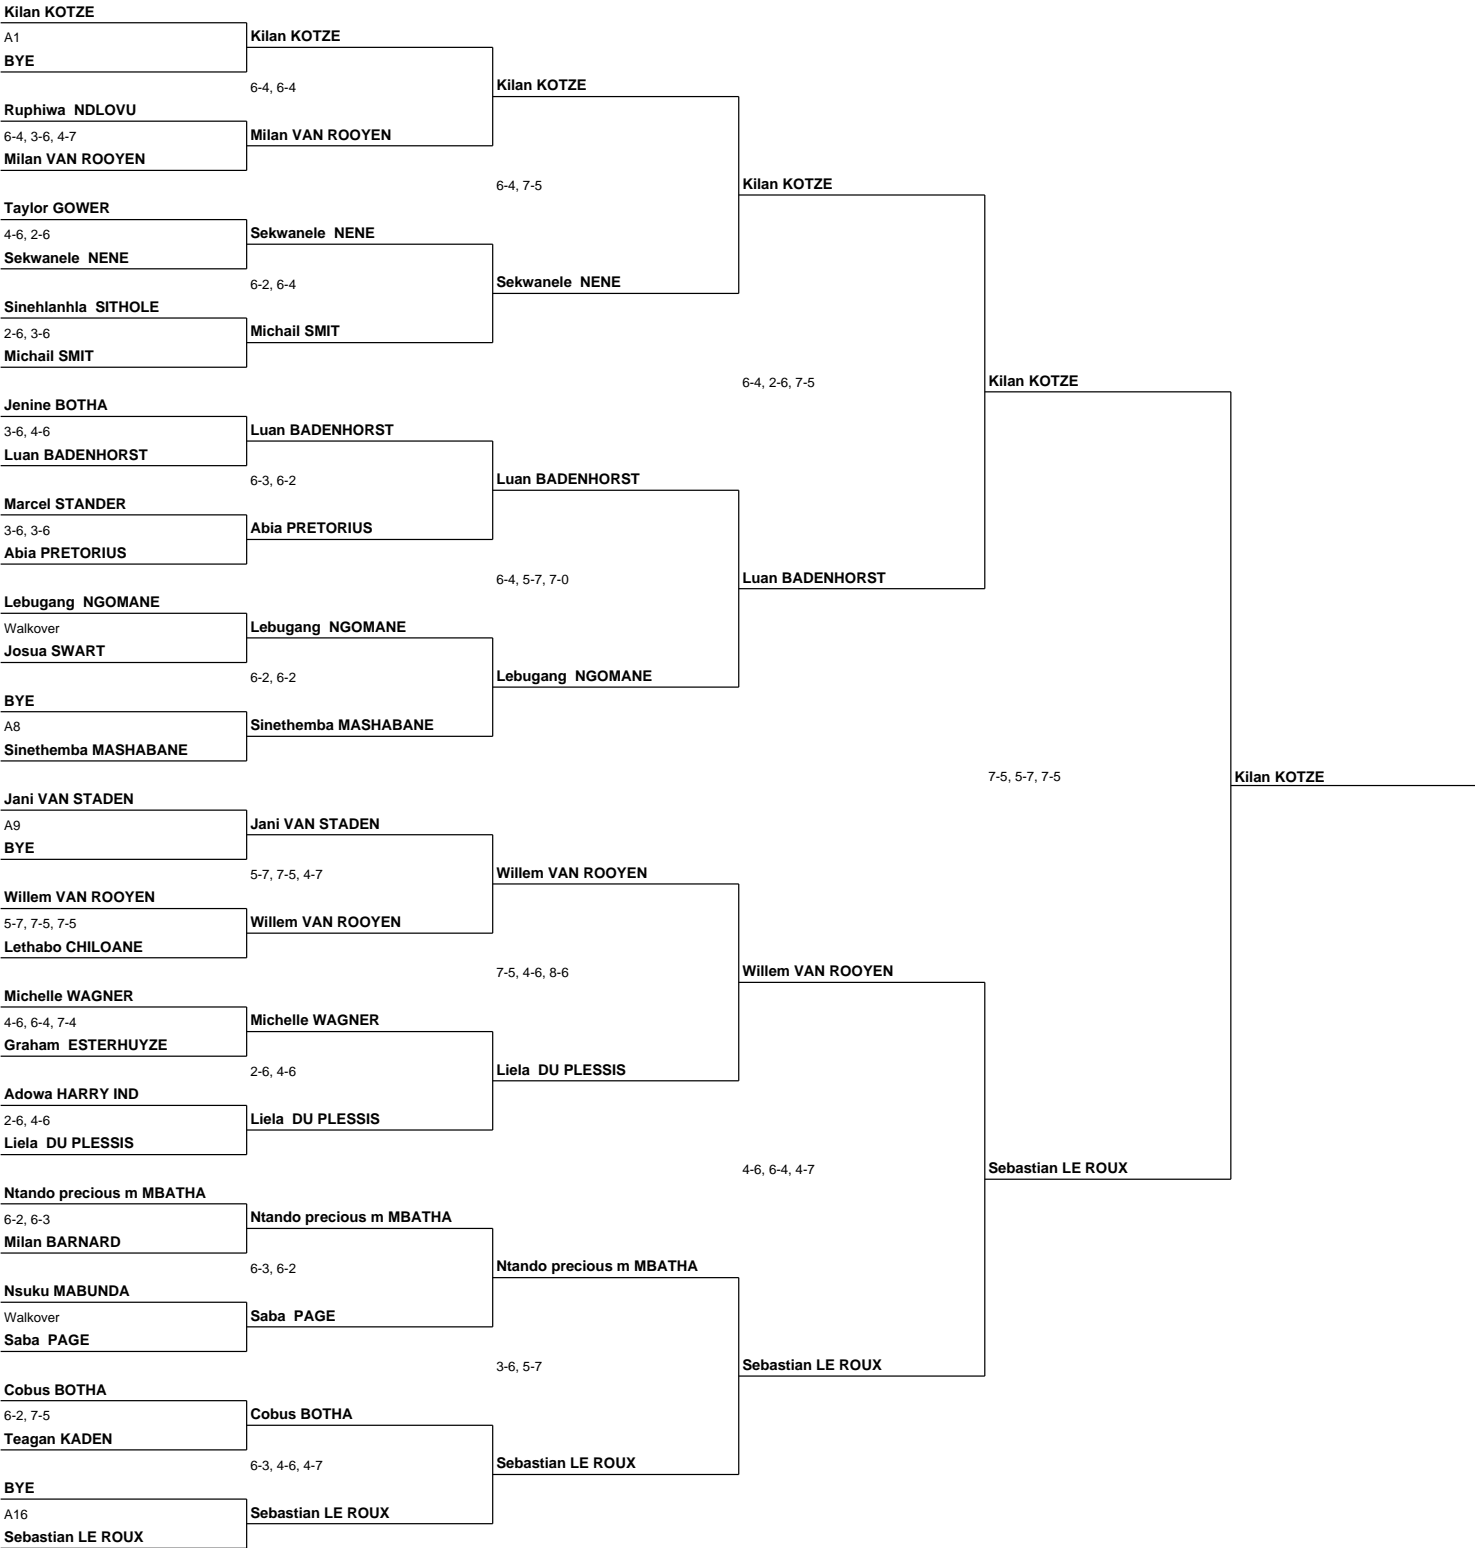 Kilan KOTZE
A1
BYE
Ruphiwa  NDLOVU
6-4, 3-6, 4-7
Milan VAN ROOYEN
Taylor GOWER
4-6, 2-6
Sekwanele  NENE
Sinehlanhla  SITHOLE
2-6, 3-6
Michail SMIT
Jenine BOTHA
3-6, 4-6
Luan BADENHORST
Marcel STANDER
3-6, 3-6
Abia PRETORIUS
Lebugang  NGOMANE
Walkover
Josua SWART
BYE
A8
Sinethemba MASHABANE
Jani VAN STADEN
A9
BYE
Willem VAN ROOYEN
5-7, 7-5, 7-5
Lethabo CHILOANE
Michelle WAGNER
4-6, 6-4, 7-4
Graham  ESTERHUYZE
Adowa HARRY IND
2-6, 4-6
Liela  DU PLESSIS
Ntando precious m MBATHA
6-2, 6-3
Milan BARNARD
Nsuku MABUNDA
Walkover
Saba  PAGE
Cobus BOTHA
6-2, 7-5
Teagan KADEN
BYE
A16
Sebastian LE ROUX
Kilan KOTZE
6-4, 6-4
Milan VAN ROOYEN
Sekwanele  NENE
6-2, 6-4
Michail SMIT
Luan BADENHORST
6-3, 6-2
Abia PRETORIUS
Lebugang  NGOMANE
6-2, 6-2
Sinethemba MASHABANE
Jani VAN STADEN
5-7, 7-5, 4-7
Willem VAN ROOYEN
Michelle WAGNER
2-6, 4-6
Liela  DU PLESSIS
Ntando precious m MBATHA
6-3, 6-2
Saba  PAGE
Cobus BOTHA
6-3, 4-6, 4-7
Sebastian LE ROUX
Kilan KOTZE
6-4, 7-5
Sekwanele  NENE
Luan BADENHORST
6-4, 5-7, 7-0
Lebugang  NGOMANE
Willem VAN ROOYEN
7-5, 4-6, 8-6
Liela  DU PLESSIS
Ntando precious m MBATHA
3-6, 5-7
Sebastian LE ROUX
Kilan KOTZE
6-4, 2-6, 7-5
Luan BADENHORST
Willem VAN ROOYEN
4-6, 6-4, 4-7
Sebastian LE ROUX
Kilan KOTZE
7-5, 5-7, 7-5
Sebastian LE ROUX
Kilan KOTZE